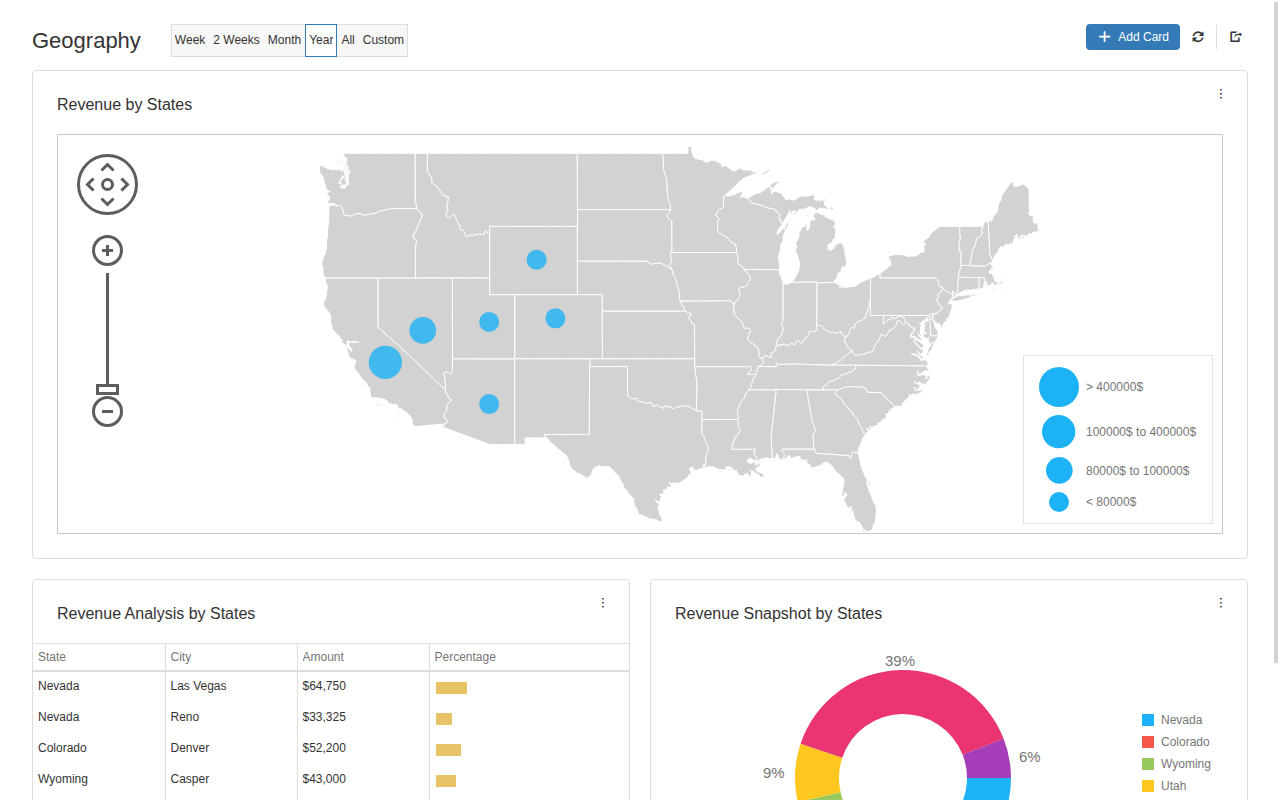 Geography
Week 2 Weeks Month Year All Custom
Add Card
Revenue by States
> 400000$
100000$ to 400000$
80000$ to 100000$
< 80000$
Revenue Analysis by States
State City Amount Percentage
Nevada Las Vegas $64,750
Nevada Reno $33,325
Colorado Denver $52,200
Wyoming Casper $43,000
Revenue Snapshot by States
39%
6%
9%
Nevada
Colorado
Wyoming
Utah